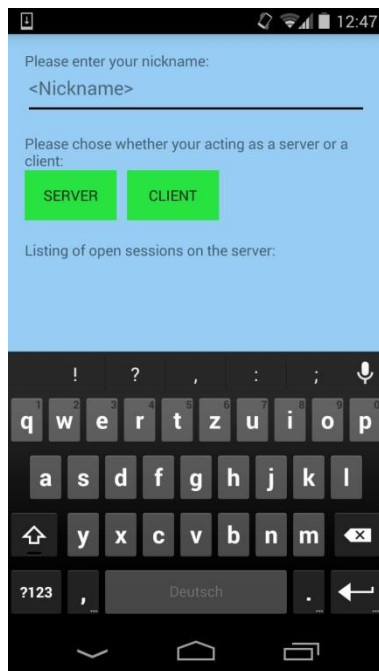 12:47
Please enter your nickname:
<Nickname>
Please chose whether your acting as a server or a
client:
SERVER CLIENT
Listing of open sessions on the server:
! ? , : ; 
q 1 w 2 e 3 r 4 t 5 z 6 u 7 i 8 o 9 p 0
a s d f g h j k l
y x c v b n m
?123 , ... Deutsch . ... ...